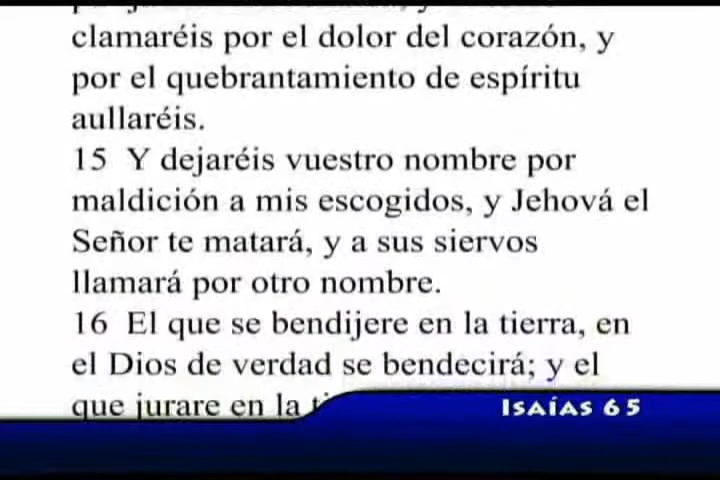 clamaréis por el dolor del corazón, y
por el quebrantamiento de espíritu
aullaréis.
15 Y dejaréis vuestro nombre por
maldición a mis escogidos, y Jehová el
Señor te matará, y a sus siervos
llamará por otro nombre.
16 El que se bendijere en la tierra, en
el Dios de verdad se bendecirá; y el
que jurare en la
ISAÍAS 65